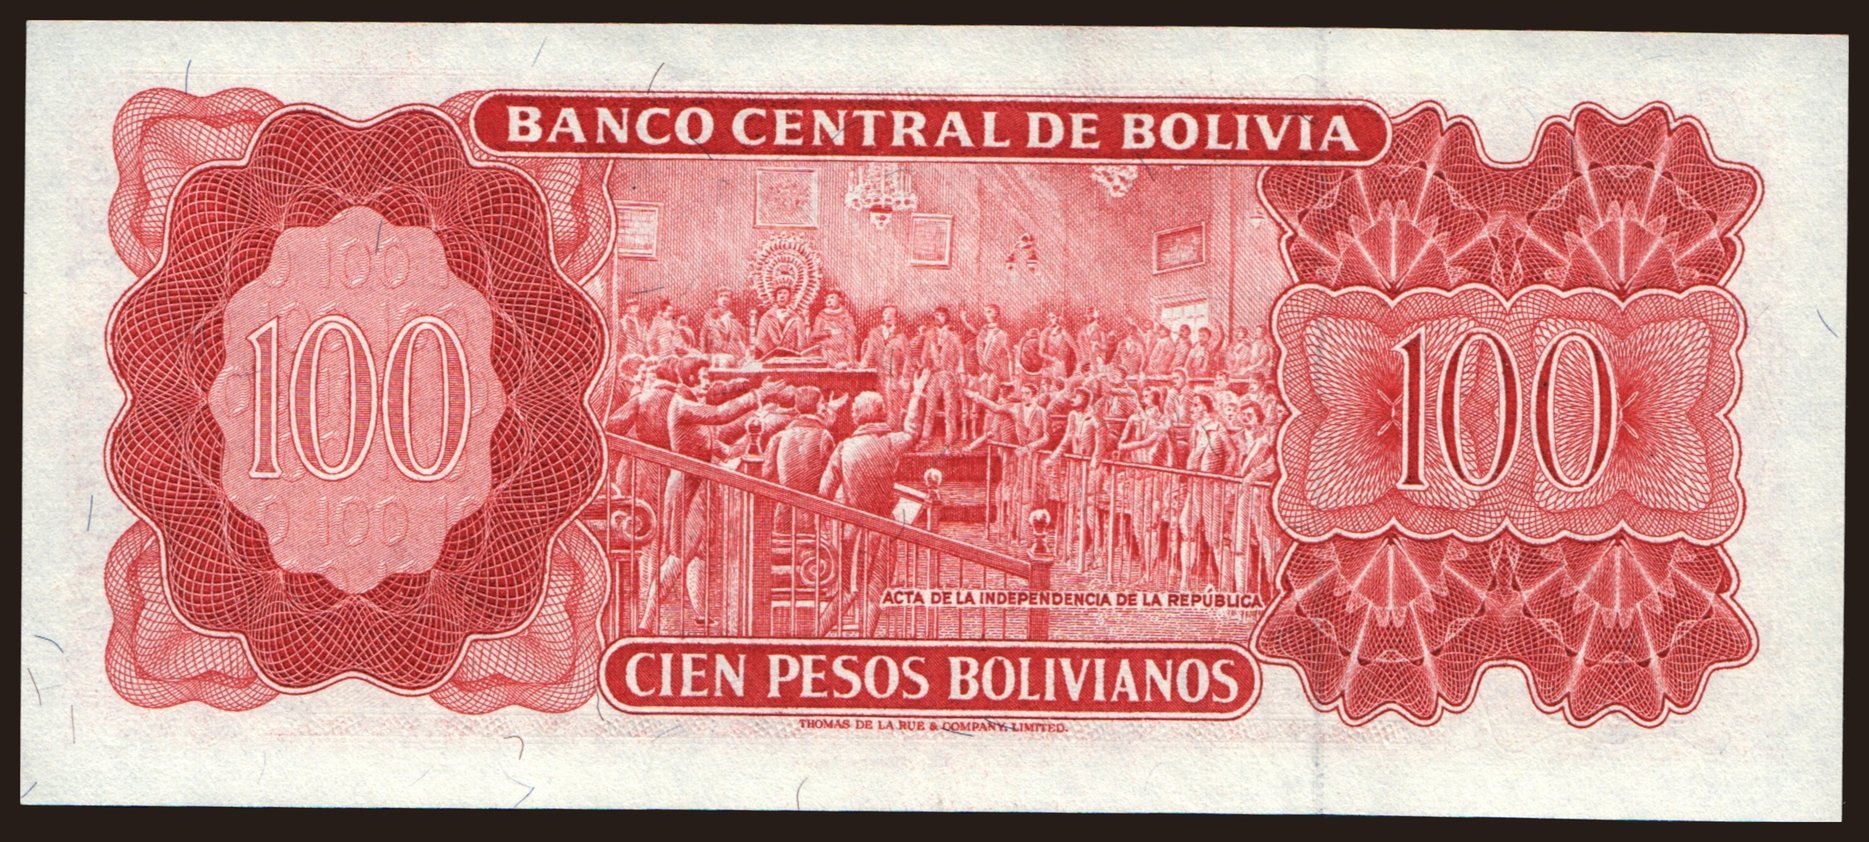 BANCO CENTRAL DE BOLIVIA
100
100
ACTA DE LA INDEPENDENCIA DE LA REPÚBLICA
CIEN PESOS BOLIVIANOS
THOMAS DE LA RUE & COMPANY, LIMITED.